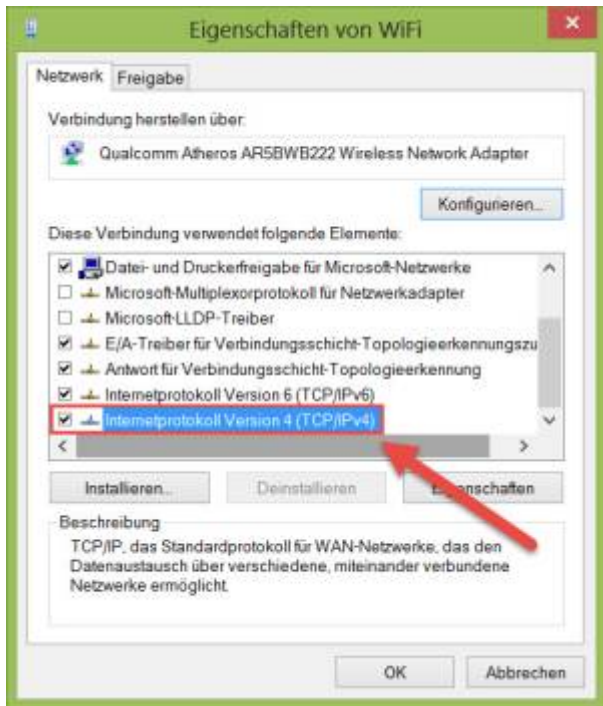 Eigenschaften von WiFi
Netzwerk Freigabe
Verbindung herstellen über:
Qualcomm Atheros AR5BWB222 Wireless Network Adapter
Konfigurieren...
Diese Verbindung verwendet folgende Elemente:
Datei- und Druckerfreigabe für Microsoft-Netzwerke
Microsoft-Multiplexorprotokoll für Netzwerkadapter
Microsoft-LLDP-Treiber
E/A-Treiber für Verbindungsschicht-Topologieerkennungszu
Antwort für Verbindungsschicht-Topologieerkennung
Internetprotokoll Version 6 (TCP/IPv6)
Internetprotokoll Version 4 (TCP/IPv4)
Installieren... Deinstallieren Eigenschaften
Beschreibung
TCP/IP, das Standardprotokoll für WAN-Netzwerke, das den
Datenaustausch über verschiedene, miteinander verbundene
Netzwerke ermöglicht.
OK Abbrechen